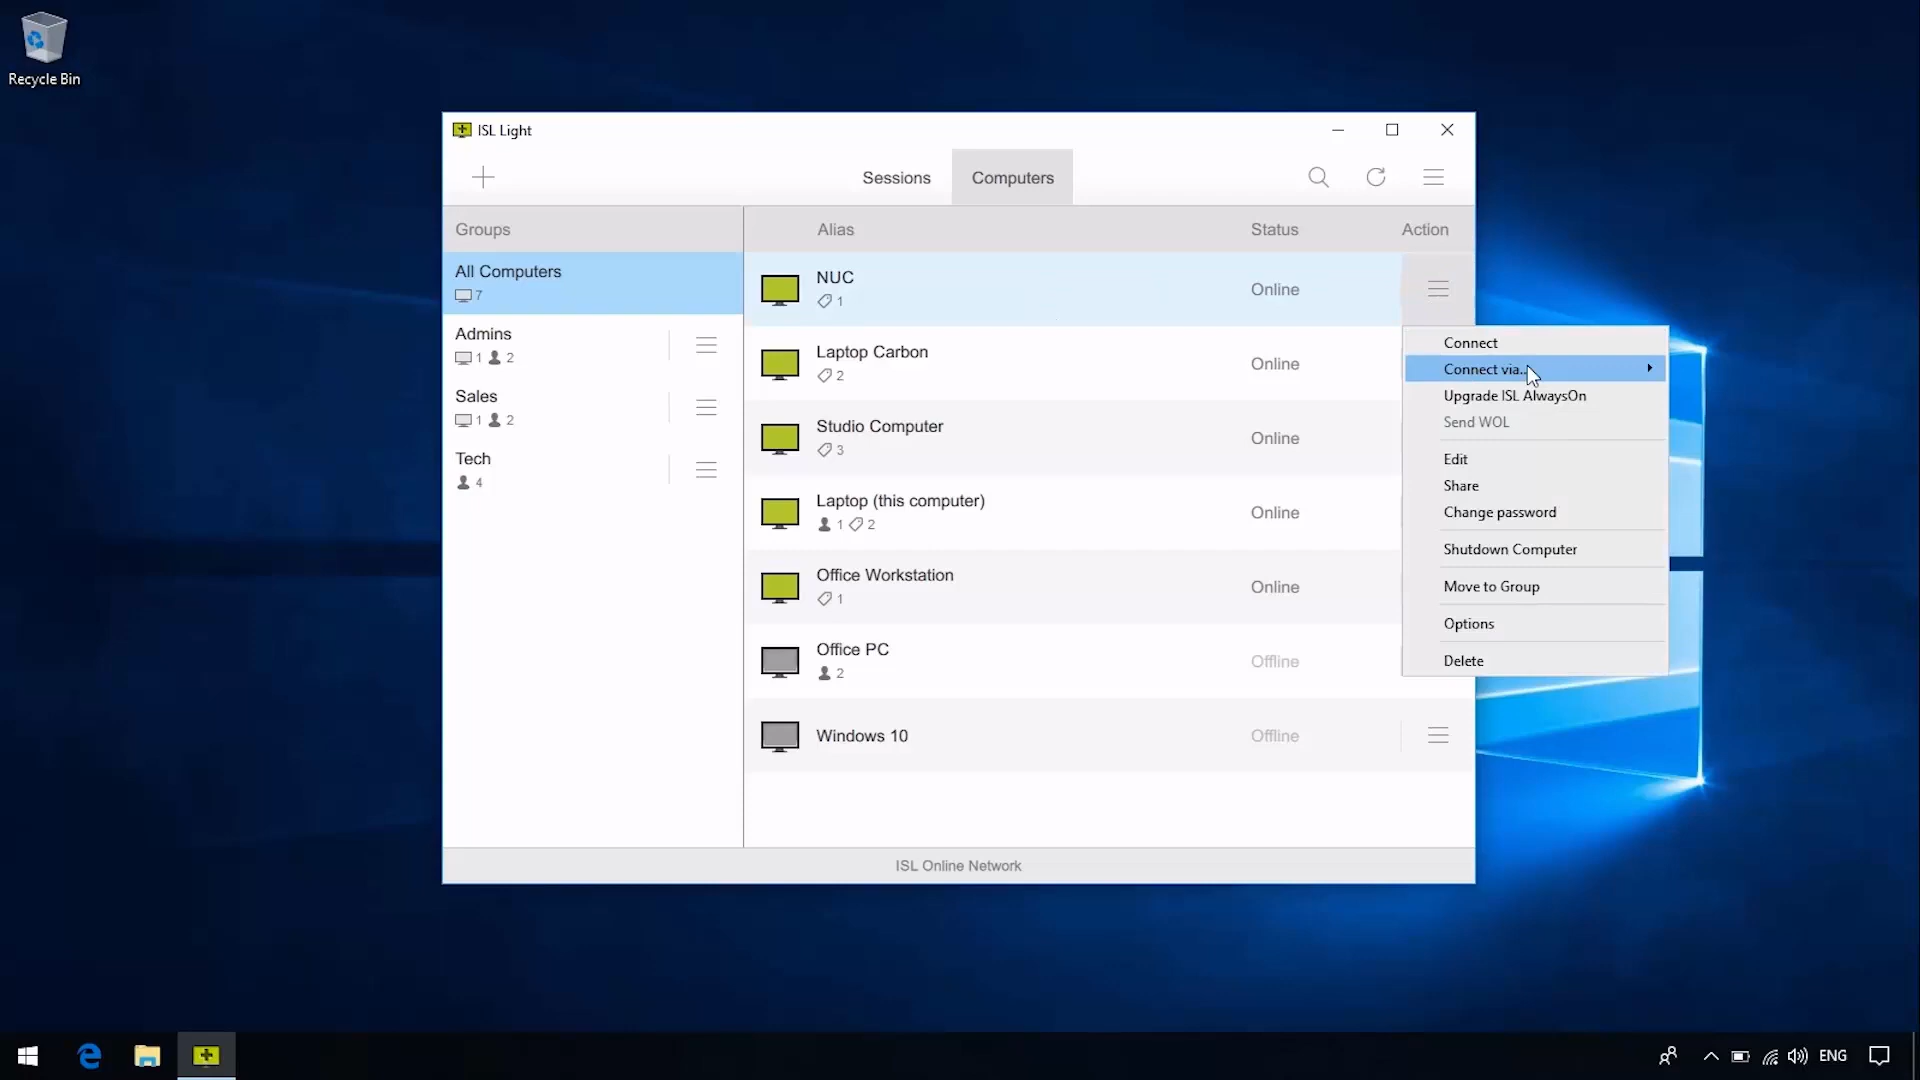 Recycle Bin
ISL Light
Sessions
Computers
Groups
Alias
Status
Action
All Computers
7
Admins
1 2
Sales
1 2
Tech
4
NUC
1
Online
Laptop Carbon
2
Online
Studio Computer
3
Online
Laptop (this computer)
1 2
Online
Office Workstation
1
Online
Office PC
2
Offline
Windows 10
Offline
Connect
Connect via...
Upgrade ISL AlwaysOn
Send WOL
Edit
Share
Change password
Shutdown Computer
Move to Group
Options
Delete
ISL Online Network
ENG